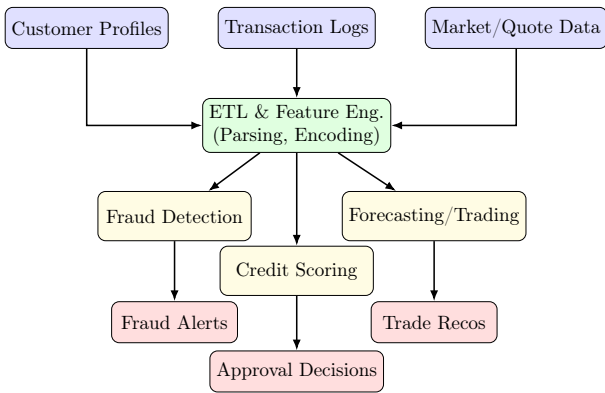 Customer Profiles
Transaction Logs
Market/Quote Data
ETL & Feature Eng.
(Parsing, Encoding)
Fraud Detection
Forecasting/Trading
Credit Scoring
Fraud Alerts
Trade Recos
Approval Decisions